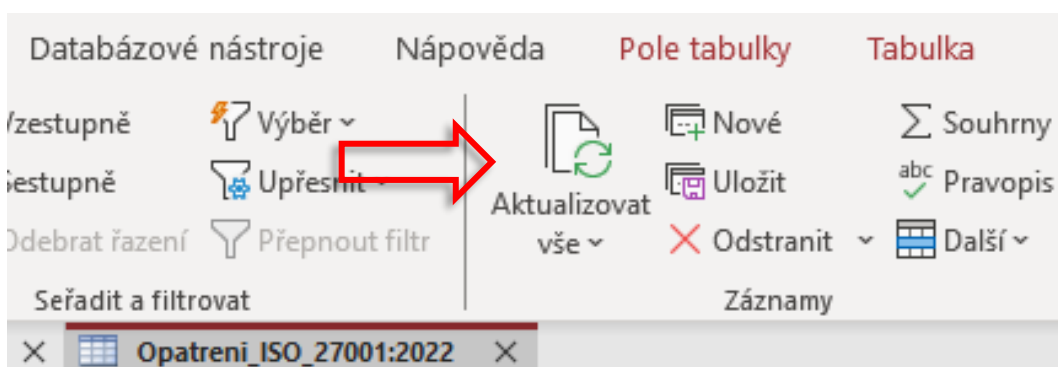 Databázové nástroje Nápověda Pole tabulky Tabulka
Vzestupně Výběr Nové Souhrny
Sestupně Upřesnit Uložit abc Pravopis
Aktualizovat vše
Odebrat řazení Přepnout filtr Odstranit Další
Seřadit a filtrovat Záznamy
Opatreni_ISO_27001:2022